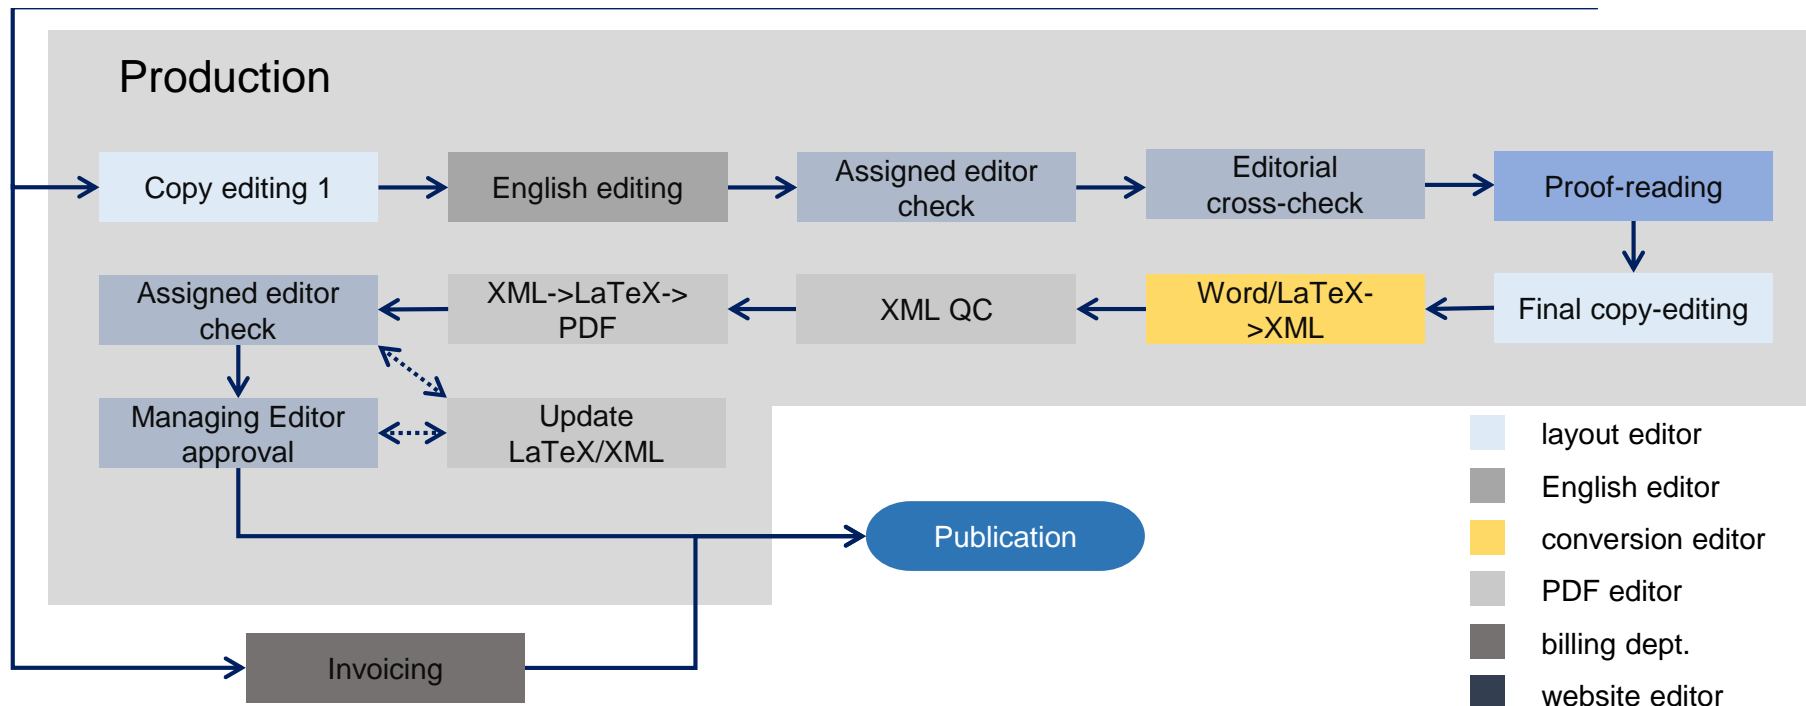 Production
Copy editing 1
English editing
Assigned editor
check
Editorial
cross-check
Proof-reading
Assigned editor
check
XML->LaTeX->
PDF
XML QC
Word/LaTeX-
>XML
Final copy-editing
Managing Editor
approval
Update
LaTeX/XML
Publication
Invoicing
layout editor
English editor
conversion editor
PDF editor
billing dept.
website editor